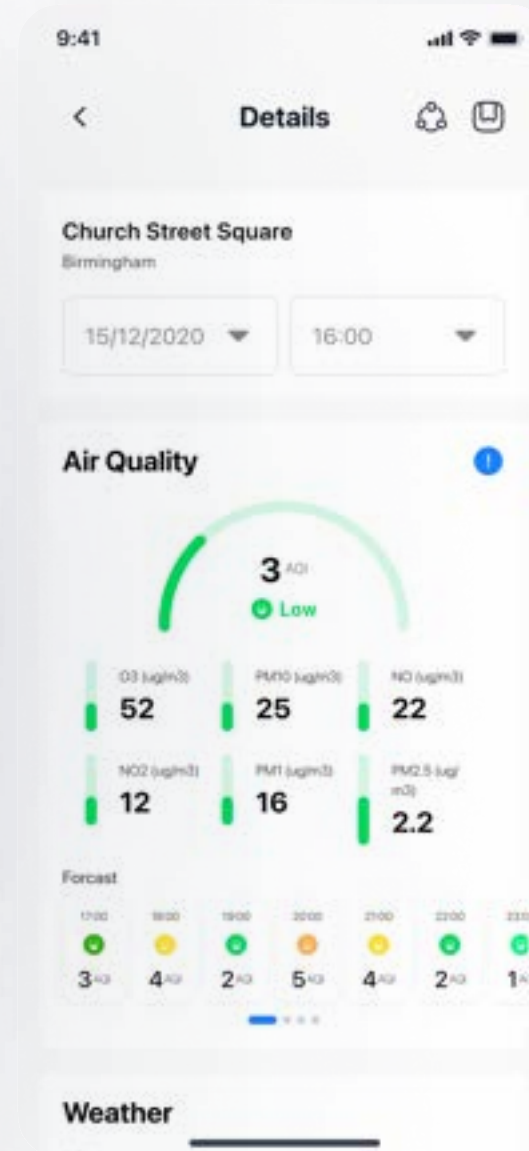 9:41
Details
Church Street Square
Birmingham
15/12/2020 16:00
Air Quality
3 AQI
Low
O3 (ug/m3) PM10 (ug/m3) NO (ug/m3)
52 25 22
NO2 (ug/m3) PM1 (ug/m3) PM2.5 (ug/
m3)
12 16 2.2
Forcast
17:00 18:00 19:00 20:00 21:00 22:00
3 AQI 4 AQI 2 AQI 5 AQI 4 AQI 2 AQI 1
Weather